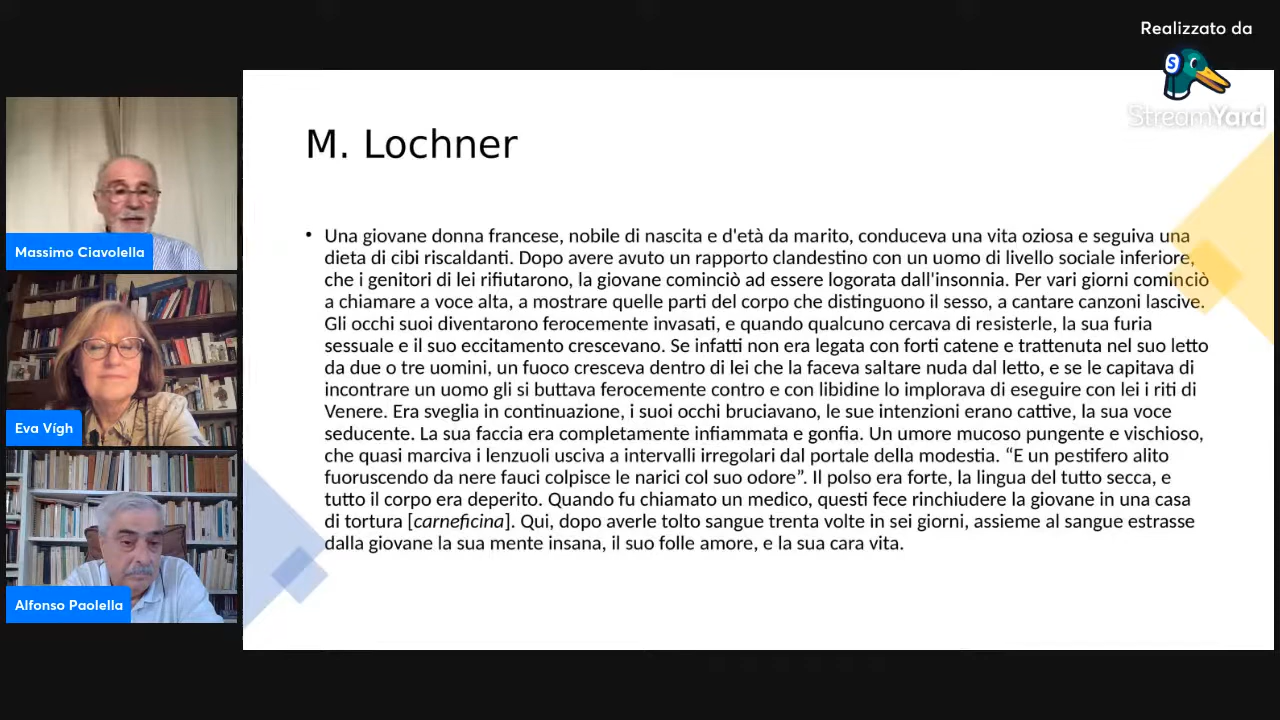 Realizzato da
StreamYard
M. Lochner
• Una giovane donna francese, nobile di nascita e d'età da marito, conduceva una vita oziosa e seguiva una
dieta di cibi riscaldanti. Dopo avere avuto un rapporto clandestino con un uomo di livello sociale inferiore,
che i genitori di lei rifiutarono, la giovane cominciò ad essere logorata dall'insonnia. Per vari giorni cominciò
a chiamare a voce alta, a mostrare quelle parti del corpo che distinguono il sesso, a cantare canzoni lascive.
Gli occhi suoi diventarono ferocemente invasati, e quando qualcuno cercava di resisterle, la sua furia
sessuale e il suo eccitamento crescevano. Se infatti non era legata con forti catene e trattenuta nel suo letto
da due o tre uomini, un fuoco cresceva dentro di lei che la faceva saltare nuda dal letto, e se le capitava di
incontrare un uomo gli si buttava ferocemente contro e con libidine lo implorava di eseguire con lei i riti di
Venere. Era sveglia in continuazione, i suoi occhi bruciavano, le sue intenzioni erano cattive, la sua voce
seducente. La sua faccia era completamente infiammata e gonfia. Un umore mucoso pungente e vischioso,
che quasi marciva i lenzuoli usciva a intervalli irregolari dal portale della modestia. “E un pestifero alito
fuoruscendo da nere fauci colpisce le narici col suo odore”. Il polso era forte, la lingua del tutto secca, e
tutto il corpo era deperito. Quando fu chiamato un medico, questi fece rinchiudere la giovane in una casa
di tortura [carneficina]. Qui, dopo averle tolto sangue trenta volte in sei giorni, assieme al sangue estrasse
dalla giovane la sua mente insana, il suo folle amore, e la sua cara vita.
Massimo Ciavolella
Eva Vígh
Alfonso Paolella